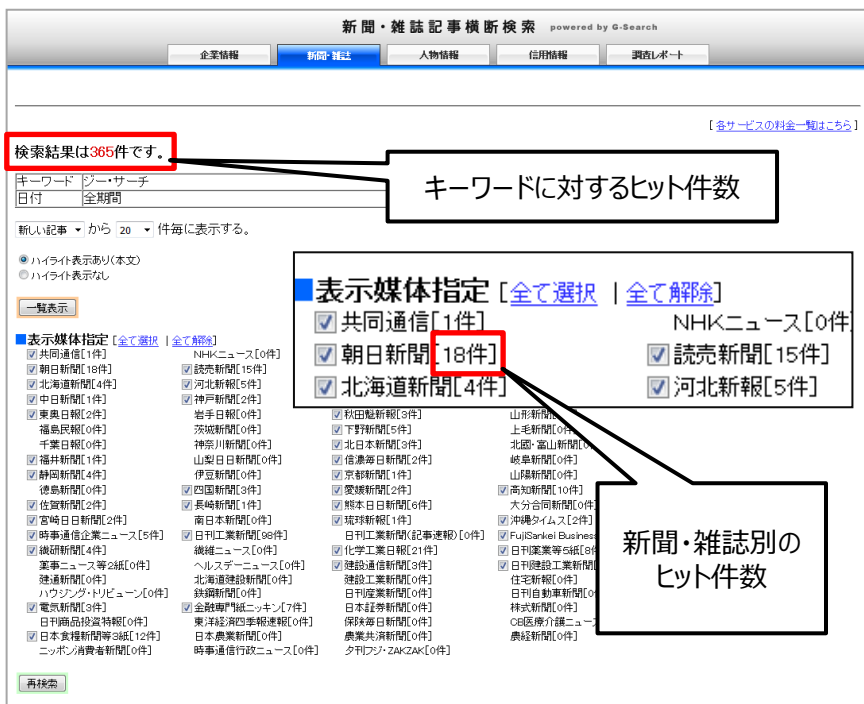 新聞・雑誌記事横断検索 powered by G-Search
企業情報 新聞・雑誌 人物情報 信用情報 調査レポート
[各サービスの料金一覧はこちら]
検索結果は365件です。
キーワードに対するヒット件数
キーワード ジー・サーチ
日付 全期間
新しい記事 から 20 件毎に表示する。
ハイライト表示あり(本文)
ハイライト表示なし
一覧表示
■表示媒体指定 [全て選択 | 全て解除]
共同通信[1件] NHKニュース[0件
朝日新聞[18件] 読売新聞[15件]
北海道新聞[4件] 河北新報[5件]
■表示媒体指定 [全て選択 | 全て解除]
共同通信[1件] NHKニュース[0件]
朝日新聞[18件] 読売新聞[15件]
北海道新聞[4件] 河北新報[5件]
中日新聞[1件] 神戸新聞[2件]
東奥日報[2件] 岩手日報[0件] 秋田魁新報[3件] 山形新聞[0件]
福島民報[0件] 茨城新聞[0件] 下野新聞[5件] 上毛新聞[0件]
千葉日報[0件] 神奈川新聞[0件] 北日本新聞[3件] 北國・富山新聞[0件]
福井新聞[1件] 山梨日日新聞[0件] 信濃毎日新聞[2件] 岐阜新聞[0件]
静岡新聞[4件] 伊豆新聞[0件] 京都新聞[1件] 山陽新聞[0件]
徳島新聞[0件] 四国新聞[3件] 愛媛新聞[2件] 高知新聞[10件]
佐賀新聞[2件] 長崎新聞[1件] 熊本日日新聞[6件] 大分合同新聞[0件]
宮崎日日新聞[2件] 南日本新聞[0件] 琉球新報[1件] 沖縄タイムス[2件]
時事通信企業ニュース[5件] 日刊工業新聞[98件] 日刊工業新聞(記事速報)[0件] FujiSankei Business
繊研新聞[4件] 繊維ニュース[0件] 化学工業日報[21件] 日刊薬業等5紙[8件
薬事ニュース等2紙[0件] ヘルスデーニュース[0件] 建設通信新聞[3件] 日刊建設工業新聞
建通新聞[0件] 北海道建設新聞[0件] 建設工業新聞[0件] 住宅新報[0件]
ハウジング・トリビューン[0件] 鉄鋼新聞[0件] 日刊産業新聞[0件] 日刊自動車新聞[0
電気新聞[3件] 金融専門紙ニッキン[7件] 日本証券新聞[0件] 株式新聞[0件]
日刊商品投資特報[0件] 東洋経済四季報速報[0件] 保険毎日新聞[0件] CB医療介護ニュー
日本食糧新聞等3紙[12件] 日本農業新聞[0件] 農業共済新聞[0件] 農経新聞[0件]
ニッポン消費者新聞[0件] 時事通信行政ニュース[0件] 夕刊フジ・ZAKZAK[0件]
新聞・雑誌別の
ヒット件数
再検索